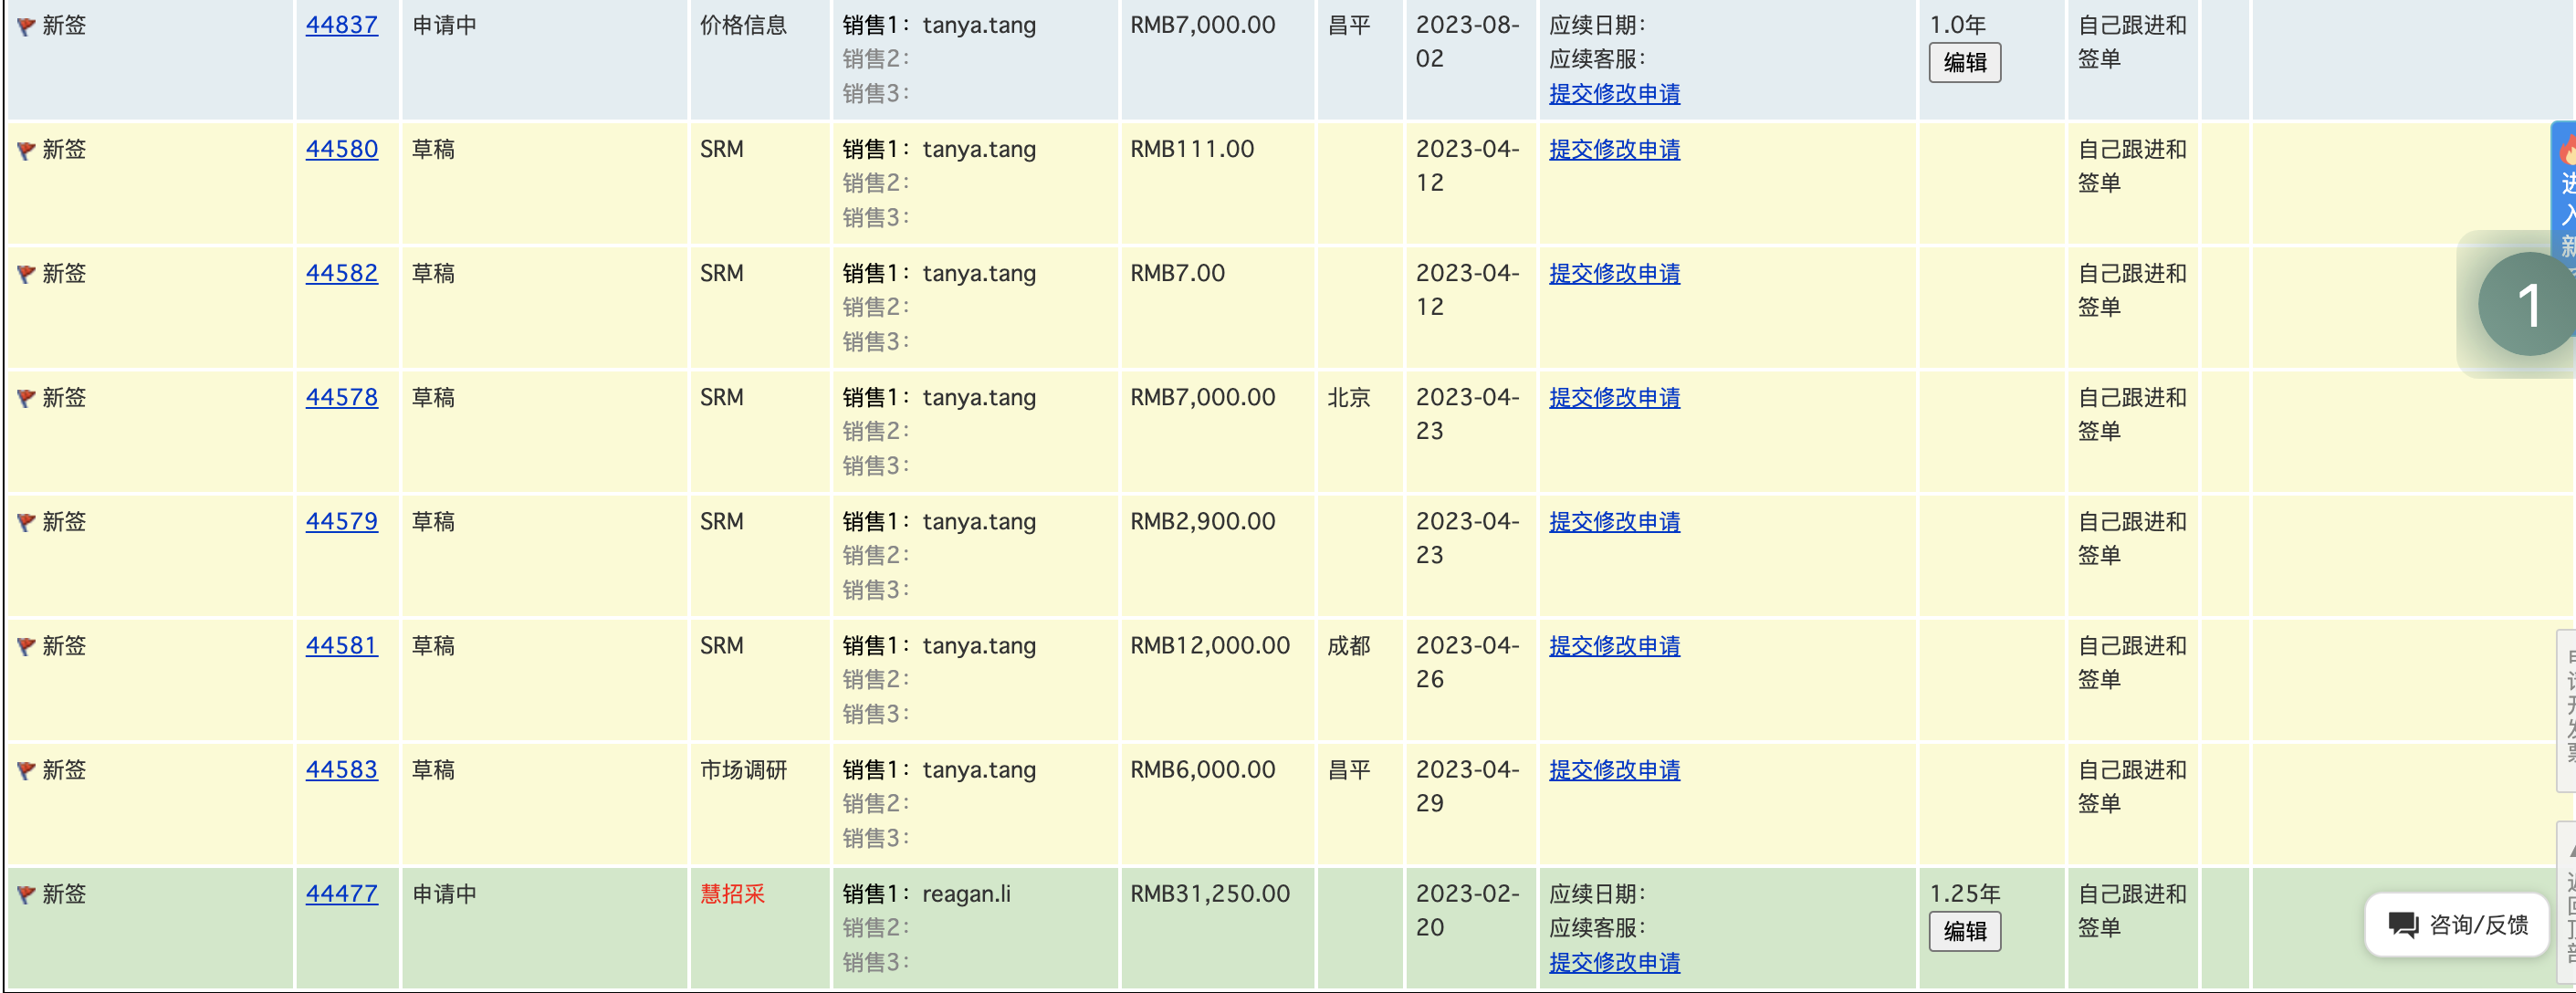 新签 44837 申请中 价格信息 销售1：tanya.tang RMB7,000.00 昌平 2023-08- 应续日期： 1.0年 自己跟进和
销售2： 02 应续客服： 编辑 签单
销售3： 提交修改申请
新签 44580 草稿 SRM 销售1：tanya.tang RMB111.00 2023-04- 提交修改申请 自己跟进和
销售2： 12 签单 进
销售3： 入
新签 44582 草稿 SRM 销售1：tanya.tang RMB7.00 2023-04- 提交修改申请 自己跟进和 新
销售2： 12 签单 1
销售3：
新签 44578 草稿 SRM 销售1：tanya.tang RMB7,000.00 北京 2023-04- 提交修改申请 自己跟进和
销售2： 23 签单
销售3：
新签 44579 草稿 SRM 销售1：tanya.tang RMB2,900.00 2023-04- 提交修改申请 自己跟进和
销售2： 23 签单
销售3：
新签 44581 草稿 SRM 销售1：tanya.tang RMB12,000.00 成都 2023-04- 提交修改申请 自己跟进和
销售2： 26 签单
销售3：
新签 44583 草稿 市场调研 销售1：tanya.tang RMB6,000.00 昌平 2023-04- 提交修改申请 自己跟进和
销售2： 29 签单
销售3：
新签 44477 申请中 慧招采 销售1：reagan.li RMB31,250.00 2023-02- 应续日期： 1.25年 自己跟进和
销售2： 20 应续客服： 编辑 签单 咨询/反馈
销售3： 提交修改申请